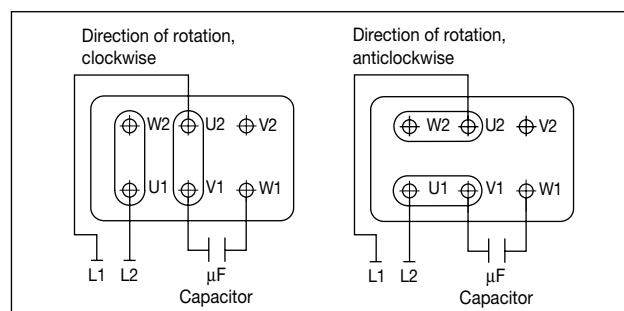 Direction of rotation,
clockwise
W2 U2 V2
U1 V1 W1
L1 L2
µF
Capacitor
Direction of rotation,
anticlockwise
W2 U2 V2
U1 V1 W1
L1 L2
µF
Capacitor